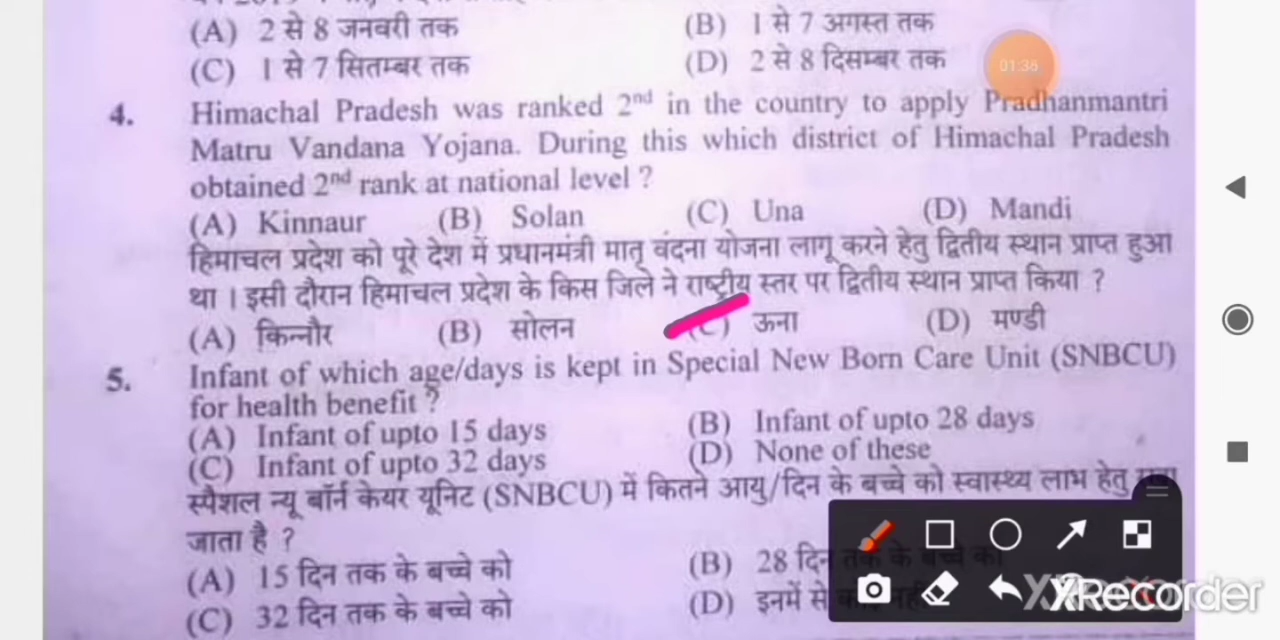 (A) 2 से 8 जनवरी तक (B) 1 से 7 अगस्त तक
(C) 1 से 7 सितम्बर तक (D) 2 से 8 दिसम्बर तक
01:38
4. Himachal Pradesh was ranked 2nd in the country to apply Pradhanmantri
Matru Vandana Yojana. During this which district of Himachal Pradesh
obtained 2nd rank at national level ?
(A) Kinnaur (B) Solan (C) Una (D) Mandi
हिमाचल प्रदेश को पूरे देश में प्रधानमंत्री मातृ वंदना योजना लागू करने हेतु द्वितीय स्थान प्राप्त हुआ
था । इसी दौरान हिमाचल प्रदेश के किस जिले ने राष्ट्रीय स्तर पर द्वितीय स्थान प्राप्त किया ?
(A) किन्नौर (B) सोलन (C) ऊना (D) मण्डी
5. Infant of which age/days is kept in Special New Born Care Unit (SNBCU)
for health benefit ?
(A) Infant of upto 15 days (B) Infant of upto 28 days
(C) Infant of upto 32 days (D) None of these
स्पैशल न्यू बॉर्न केयर यूनिट (SNBCU) में कितने आयु/दिन के बच्चे को स्वास्थ्य लाभ हेतु
जाता है ?
(A) 15 दिन तक के बच्चे को (B) 28 दिन तक के बच्चे को
(C) 32 दिन तक के बच्चे को (D) इनमें से
XRecorder